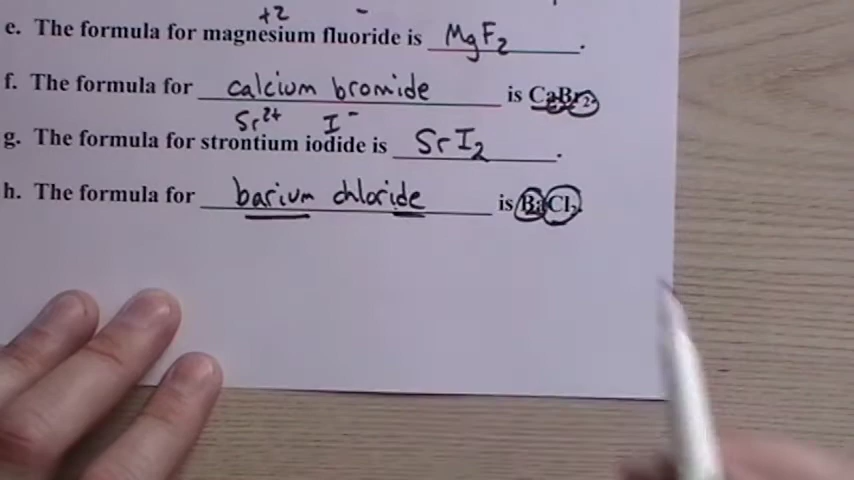 +2 -
e. The formula for magnesium fluoride is MgF2.
f. The formula for calcium bromide is CaBr2.
Sr2+ I-
g. The formula for strontium iodide is SrI2.
h. The formula for barium chloride is BaCl2.